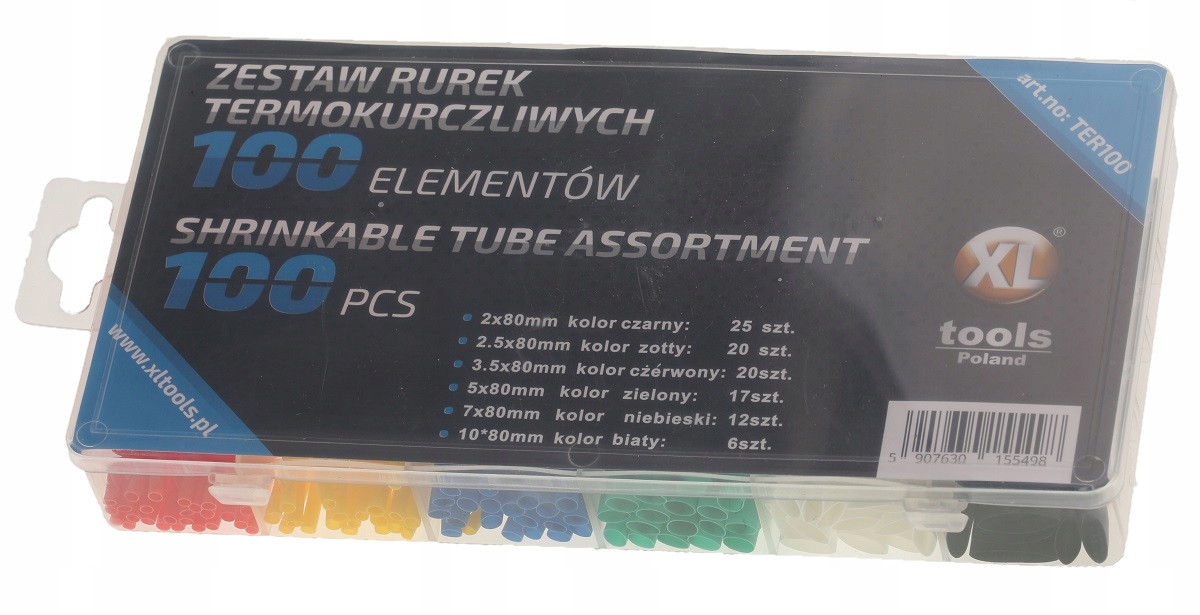 ZESTAW RUREK
TERMOKURCZLIWYCH
100 ELEMENTÓW
SHRINKABLE TUBE ASSORTMENT
100 PCS
2x80mm kolor czarny: 25 szt.
2.5x80mm kolor zotty: 20 szt.
3.5x80mm kolor czérwony: 20szt.
5x80mm kolor zielony: 17szt.
7x80mm kolor niebieski: 12szt.
10*80mm kolor biaty: 6szt.
art.no: TER100
XL®
tools
Poland
www.xltools.pl
5 907630 155498